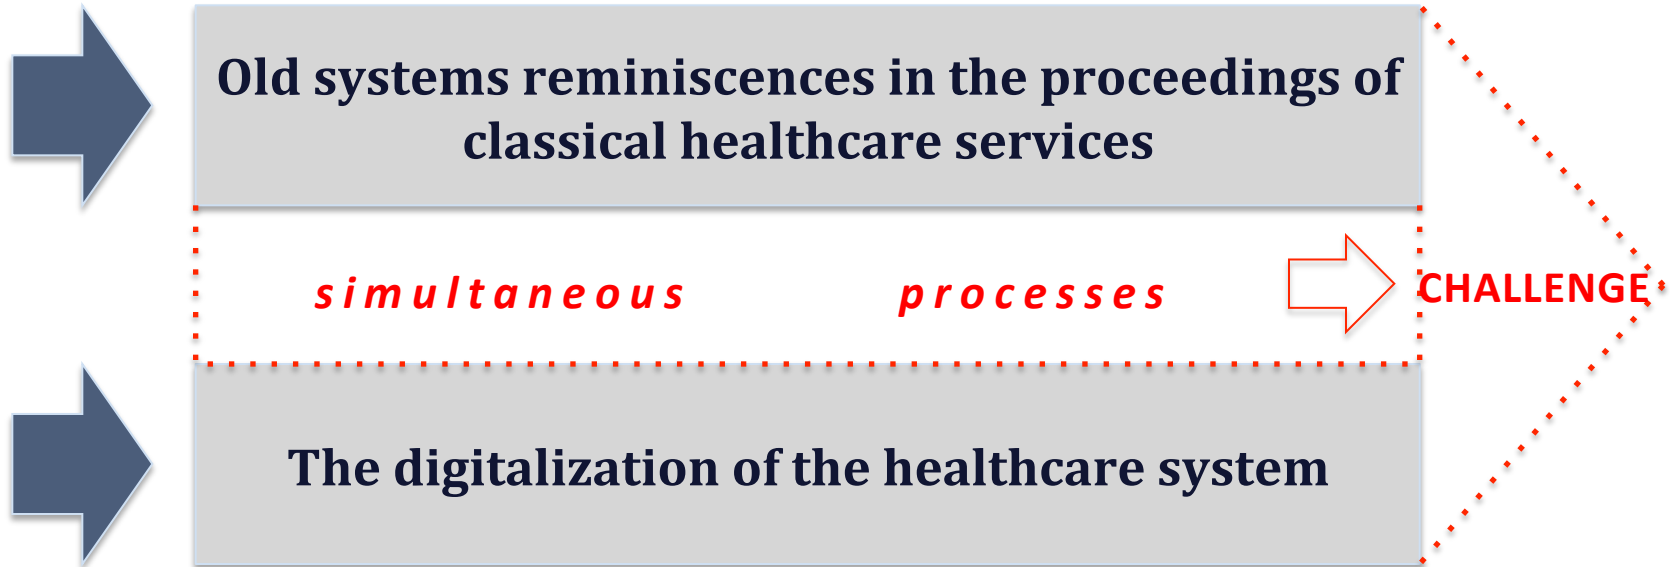 Old systems reminiscences in the proceedings of
classical healthcare services
simultaneous processes
CHALLENGE
The digitalization of the healthcare system